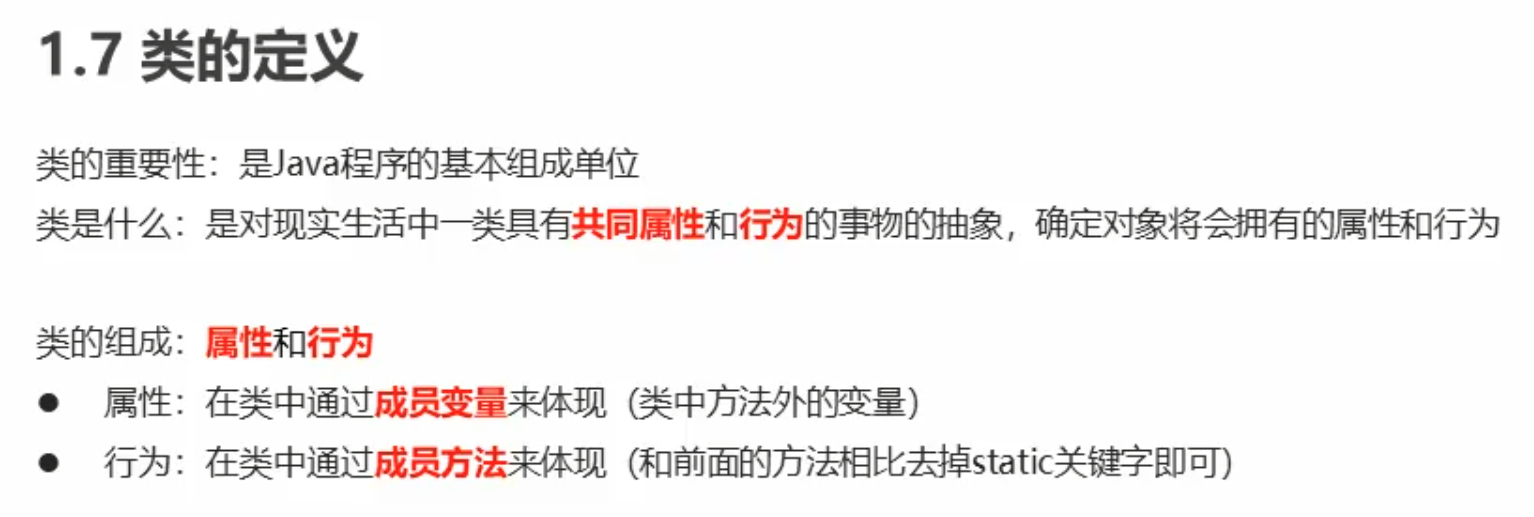 1.7 类的定义
类的重要性：是Java程序的基本组成单位
类是什么：是对现实生活中一类具有共同属性和行为的事物的抽象，确定对象将会拥有的属性和行为
类的组成：属性和行为
● 属性：在类中通过成员变量来体现（类中方法外的变量）
● 行为：在类中通过成员方法来体现（和前面的方法相比去掉static关键字即可）